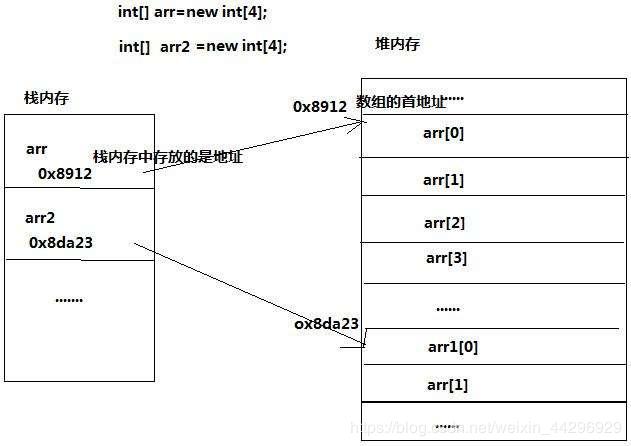 int[] arr=new int[4];
int[] arr2 =new int[4];
堆内存
栈内存
0x8912
数组的首地址
......
arr
0x8912
栈内存中存放的是地址
arr[0]
arr[1]
arr2
0x8da23
arr[2]
arr[3]
.......
......
ox8da23
arr1[0]
arr[1]
......
https://blog.csdn.net/weixin_44296929